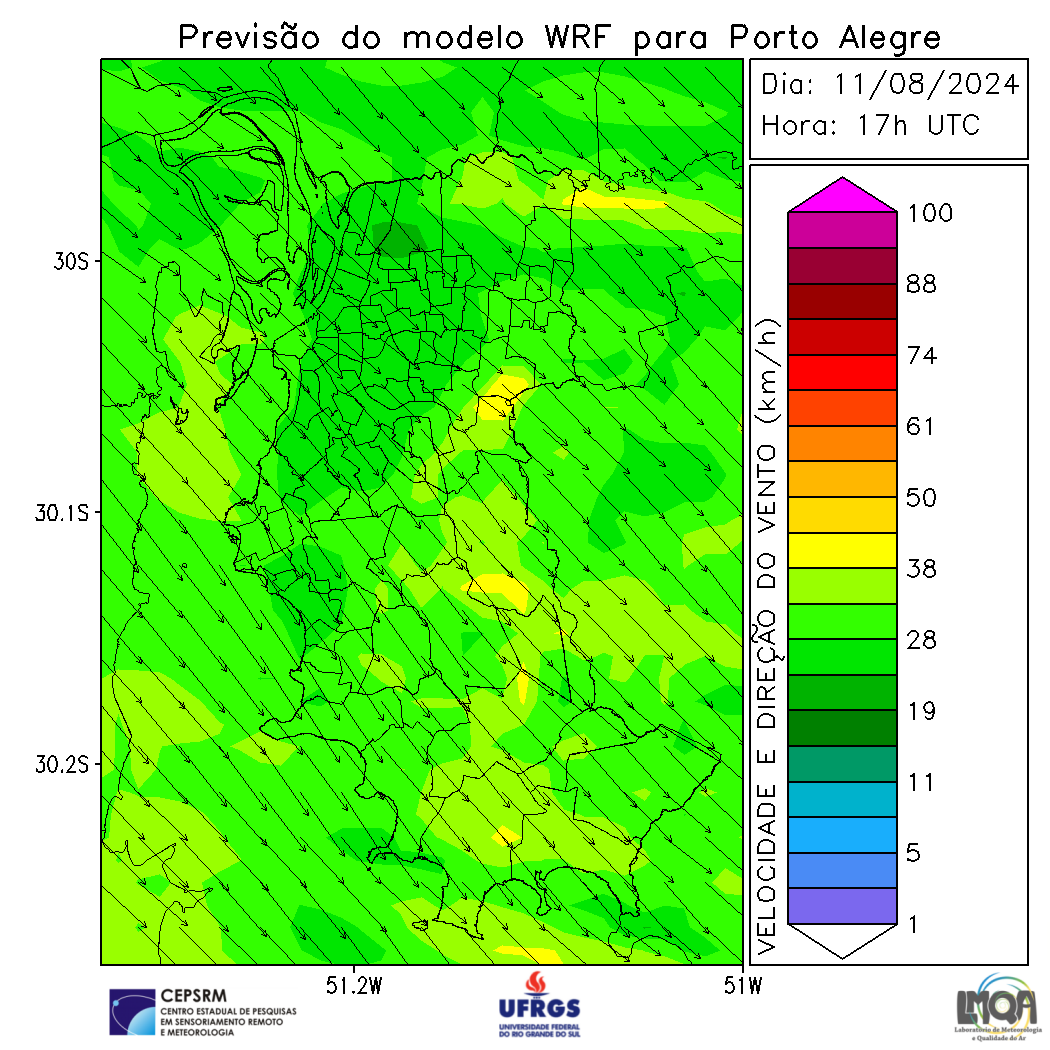 Previsão do modelo WRF para Porto Alegre
Dia: 11/08/2024
Hora: 17h UTC
30S
30.1S
30.2S
51.2W
51W
VELOCIDADE E DIREÇÃO DO VENTO (km/h)
100
88
74
61
50
38
28
19
11
5
1
CEPSRM
CENTRO ESTADUAL DE PESQUISAS
EM SENSORIAMENTO REMOTO
E METEOROLOGIA
UFRGS
UNIVERSIDADE FEDERAL
DO RIO GRANDE DO SUL
LMQA
Laboratório de Meteorologia
e Qualidade do Ar